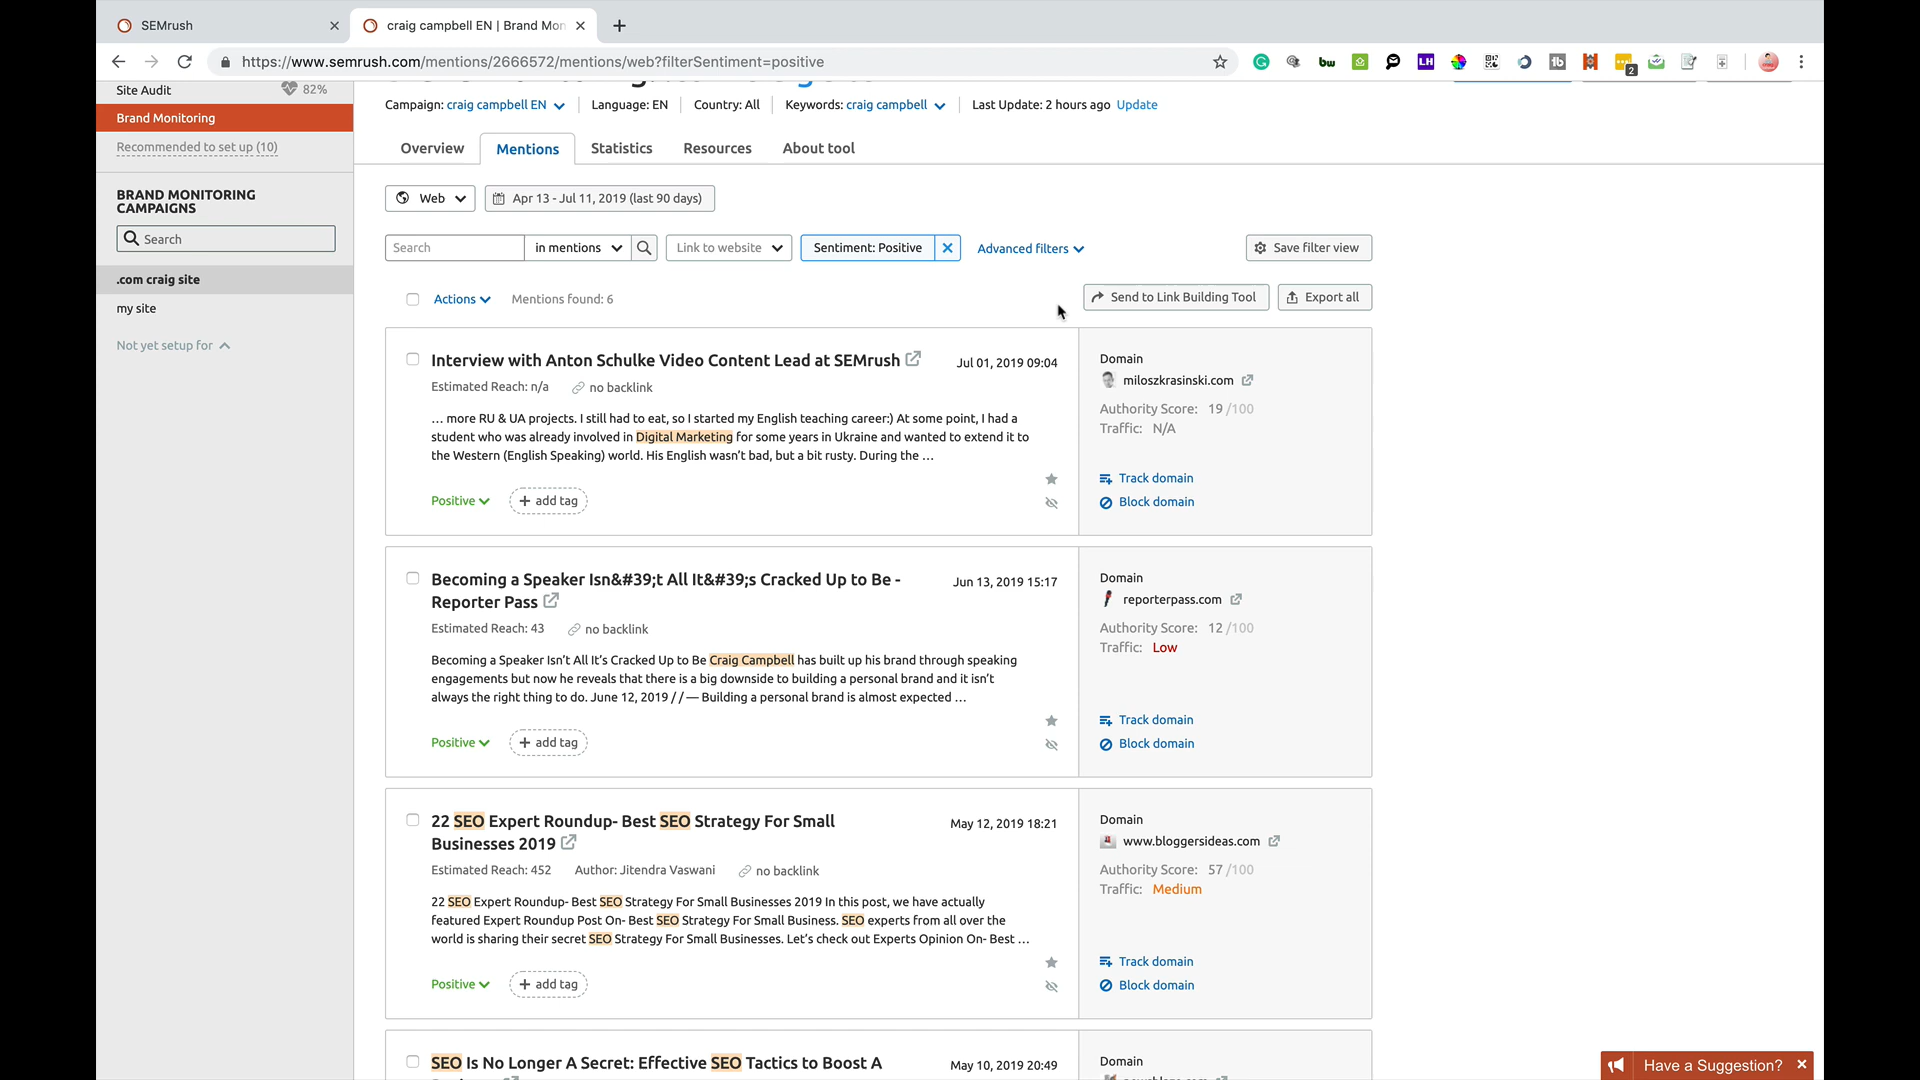 SEMrush
craig campbell EN | Brand Mon
https://www.semrush.com/mentions/2666572/mentions/web?filterSentiment=positive
bw
LH
tb
2
Site Audit 82%
Brand Monitoring
Recommended to set up (10)
BRAND MONITORING
CAMPAIGNS
Search
.com craig site
my site
Not yet setup for
Campaign: craig campbell EN Language: EN Country: All Keywords: craig campbell Last Update: 2 hours ago Update
Overview Mentions Statistics Resources About tool
Web Apr 13 - Jul 11, 2019 (last 90 days)
Search in mentions Link to website Sentiment: Positive Advanced filters Save filter view
Actions Mentions found: 6 Send to Link Building Tool Export all
Interview with Anton Schulke Video Content Lead at SEMrush Jul 01, 2019 09:04
Estimated Reach: n/a no backlink
... more RU & UA projects. I still had to eat, so I started my English teaching career:) At some point, I had a
student who was already involved in Digital Marketing for some years in Ukraine and wanted to extend it to
the Western (English Speaking) world. His English wasn't bad, but a bit rusty. During the ...
Positive + add tag
Domain
miloszkrasinski.com
Authority Score: 19 /100
Traffic: N/A
Track domain
Block domain
Becoming a Speaker Isn&#39;t All It&#39;s Cracked Up to Be -
Reporter Pass Jun 13, 2019 15:17
Estimated Reach: 43 no backlink
Becoming a Speaker Isn't All It's Cracked Up to Be Craig Campbell has built up his brand through speaking
engagements but now he reveals that there is a big downside to building a personal brand and it isn't
always the right thing to do. June 12, 2019 / / — Building a personal brand is almost expected ...
Positive + add tag
Domain
reporterpass.com
Authority Score: 12 /100
Traffic: Low
Track domain
Block domain
22 SEO Expert Roundup- Best SEO Strategy For Small
Businesses 2019 May 12, 2019 18:21
Estimated Reach: 452 Author: Jitendra Vaswani no backlink
22 SEO Expert Roundup- Best SEO Strategy For Small Businesses 2019 In this post, we have actually
featured Expert Roundup Post On- Best SEO Strategy For Small Business. SEO experts from all over the
world is sharing their secret SEO Strategy For Small Businesses. Let's check out Experts Opinion On- Best ...
Positive + add tag
Domain
www.bloggersideas.com
Authority Score: 57 /100
Traffic: Medium
Track domain
Block domain
SEO Is No Longer A Secret: Effective SEO Tactics to Boost A May 10, 2019 20:49
Domain
Have a Suggestion?